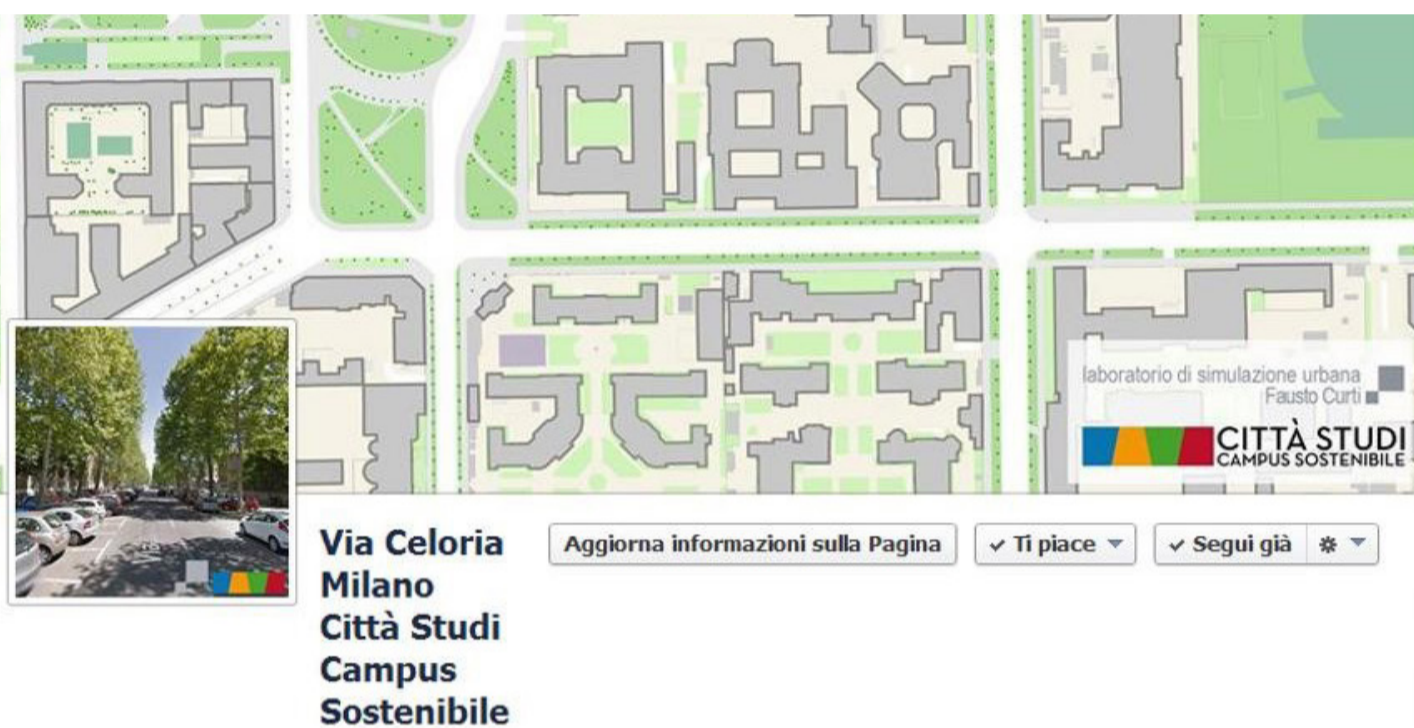 laboratorio di simulazione urbana
Fausto Curti
CITTÀ STUDI
CAMPUS SOSTENIBILE
Via Celoria
Milano
Città Studi
Campus
Sostenibile
Aggiorna informazioni sulla Pagina
✓ Ti piace
✓ Segui già